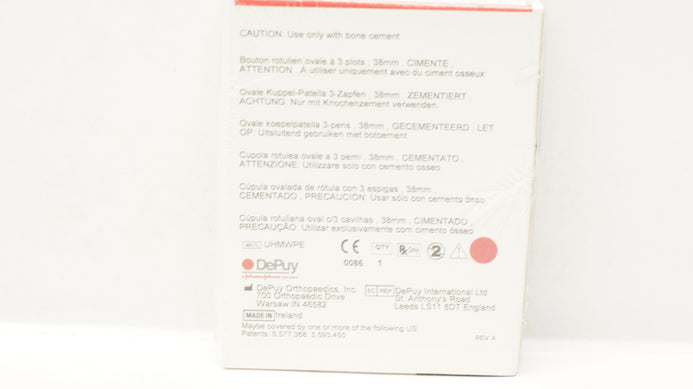 CAUTION: Use only with bone cement
Bouton rotulien ovale à 3 plots , 38mm , CIMENTE ,
ATTENTION : A utiliser uniquement avec du ciment osseux
Ovale Kuppel-Patella 3-Zapfen , 38mm , ZEMENTIERT ,
ACHTUNG: Nur mit Knochenzement verwenden
Ovale koepelpatella 3-pens , 38mm , GECEMENTEERD , LET
OP: Uitsluitend gebruiken met botcement
Cupola rotulea ovale a 3 perni , 38mm , CEMENTATO ,
ATTENZIONE: Utilizzare solo con cemento osseo
Cúpula ovalada de rótula con 3 espigas , 38mm ,
CEMENTADO , PRECAUCIÓN: Usar sólo con cemento óseo
Cúpula rotuliana oval c/3 cavilhas , 38mm , CIMENTADO ,
PRECAUÇÃO: Utilizar exclusivamente com cimento ósseo
MATL UHMWPE CE 0086 QTY 1 Rx Only 2
DePuy
DePuy Orthopaedics, Inc.
700 Orthopaedic Drive
Warsaw IN 46582
EC REP DePuy International Ltd
St. Anthony's Road
Leeds LS11 8DT England
MADE IN Ireland
Maybe covered by one or more of the following US
Patents: 5,577,368; 5,593,450
REV A